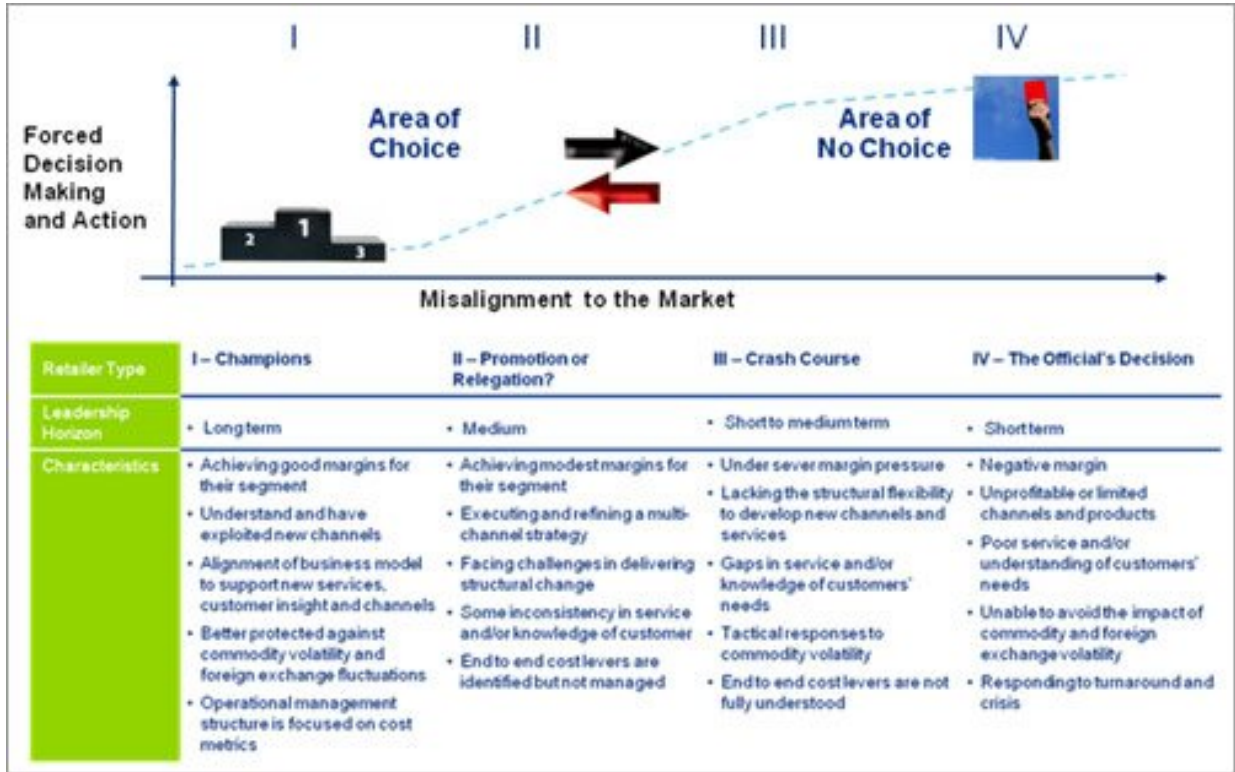 I
II
III
IV
Forced
Decision
Making
and Action
Area of
Choice
Area of
No Choice
2
1
3
Misalignment to the Market
Retailer Type
I – Champions
II – Promotion or
Relegation?
III – Crash Course
IV – The Official's Decision
Leadership
Horizon
• Long term
• Medium
• Short to medium term
• Short term
Characteristics
• Achieving good margins for
their segment
• Understand and have
exploited new channels
• Alignment of business model
to support new services,
customer insight and channels
• Better protected against
commodity volatility and
foreign exchange fluctuations
• Operational management
structure is focused on cost
metrics
• Achieving modest margins for
their segment
• Executing and refining a multi-
channel strategy
• Facing challenges in delivering
structural change
• Some inconsistency in service
and/or knowledge of customer
• End to end cost levers are
identified but not managed
• Under sever margin pressure
• Lacking the structural flexibility
to develop new channels and
services
• Gaps in service and/or
knowledge of customers'
needs
• Tactical responses to
commodity volatility
• End to end cost levers are not
fully understood
• Negative margin
• Unprofitable or limited
channels and products
• Poor service and/or
understanding of customers'
needs
• Unable to avoid the impact of
commodity and foreign
exchange volatility
• Responding to turnaround and
crisis